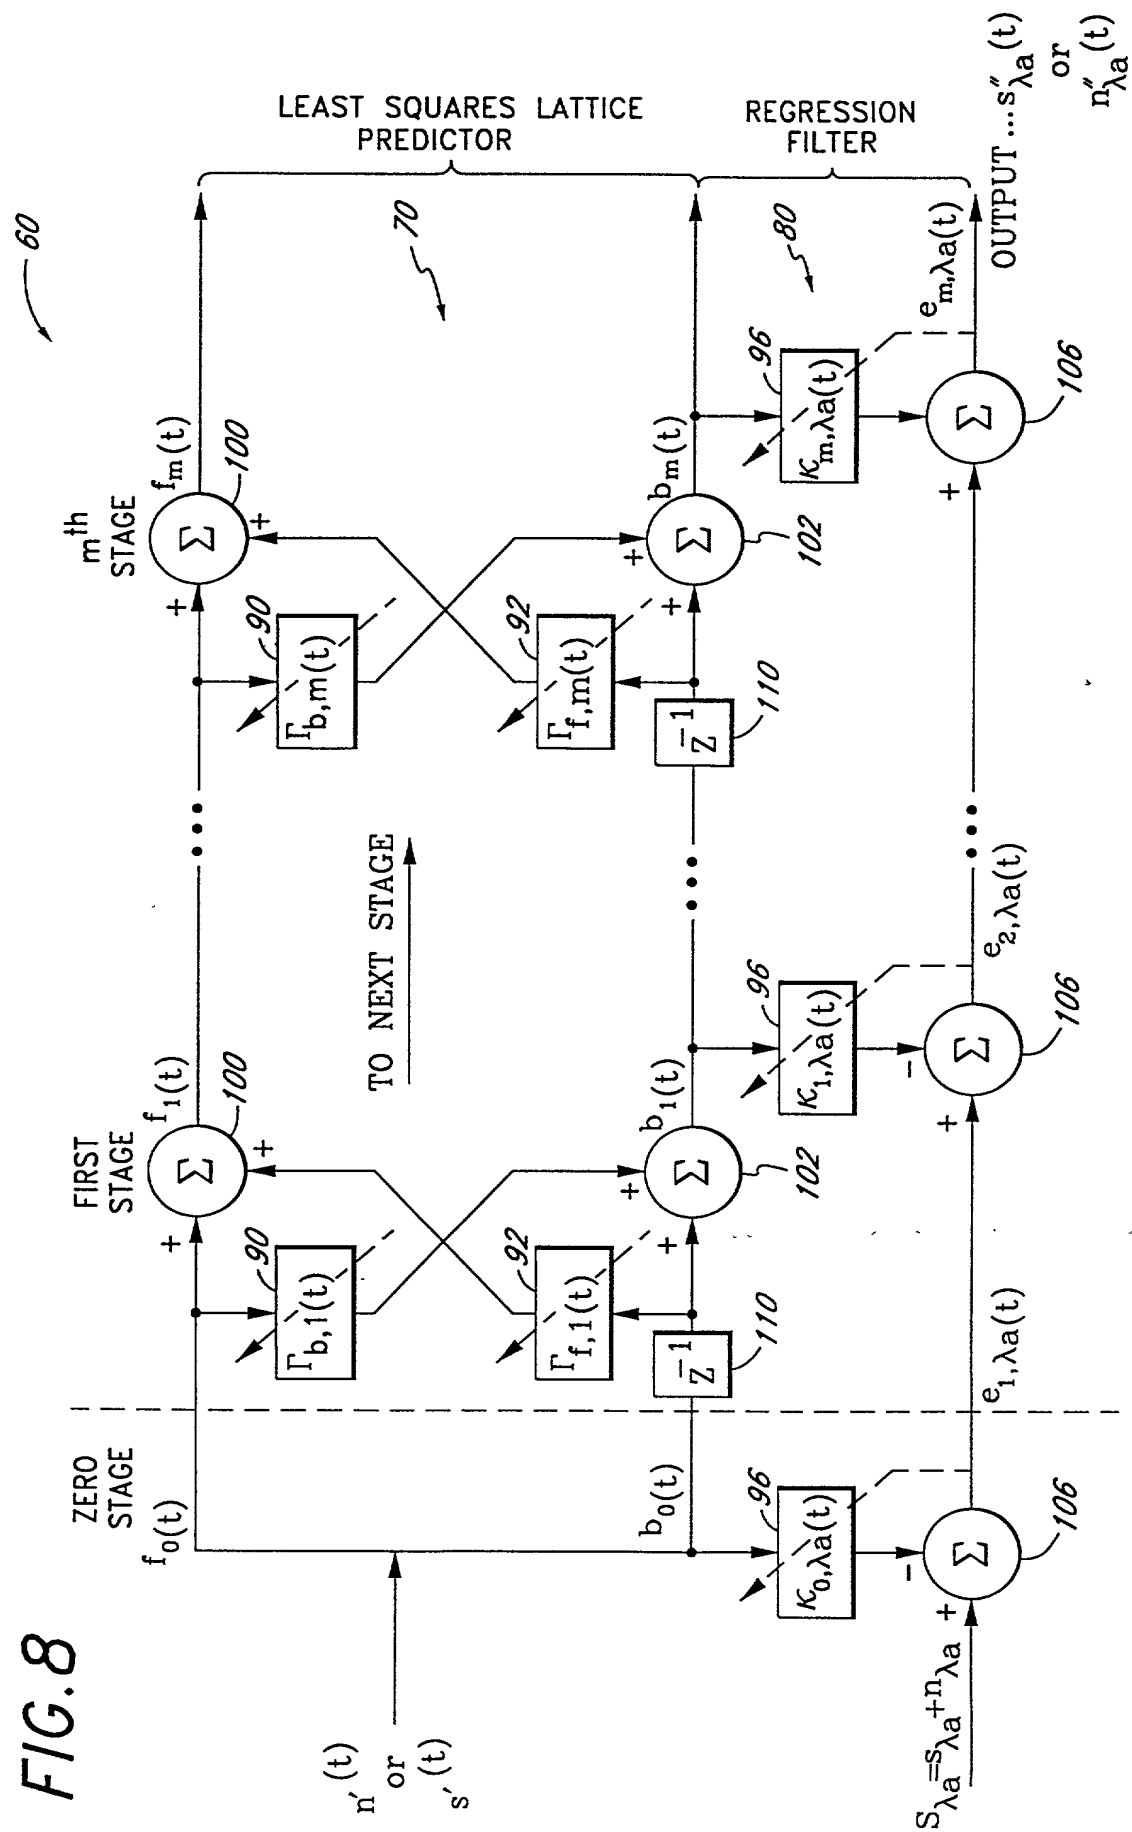 FIG. 8
60
ZERO
STAGE
FIRST
STAGE
mth
STAGE
f0(t)
f1(t)
100
fm(t)
100
LEAST SQUARES LATTICE
PREDICTOR
Σ
Σ
+
+
+
+
90
Γb,1(t)
90
Γb,m(t)
n′(t)
or
s′(t)
TO NEXT STAGE
70
92
Γf,1(t)
92
Γf,m(t)
b0(t)
Z−1
110
+
+
Σ
102
b1(t)
Z−1
110
+
+
Σ
102
bm(t)
REGRESSION
FILTER
80
96
κ0,λa(t)
96
κ1,λa(t)
96
κm,λa(t)
Sλa=sλa+nλa
+
−
Σ
106
e1,λa(t)
+
−
Σ
106
e2,λa(t)
+
Σ
106
em,λa(t)
OUTPUT...s″λa(t)
or
n″λa(t)